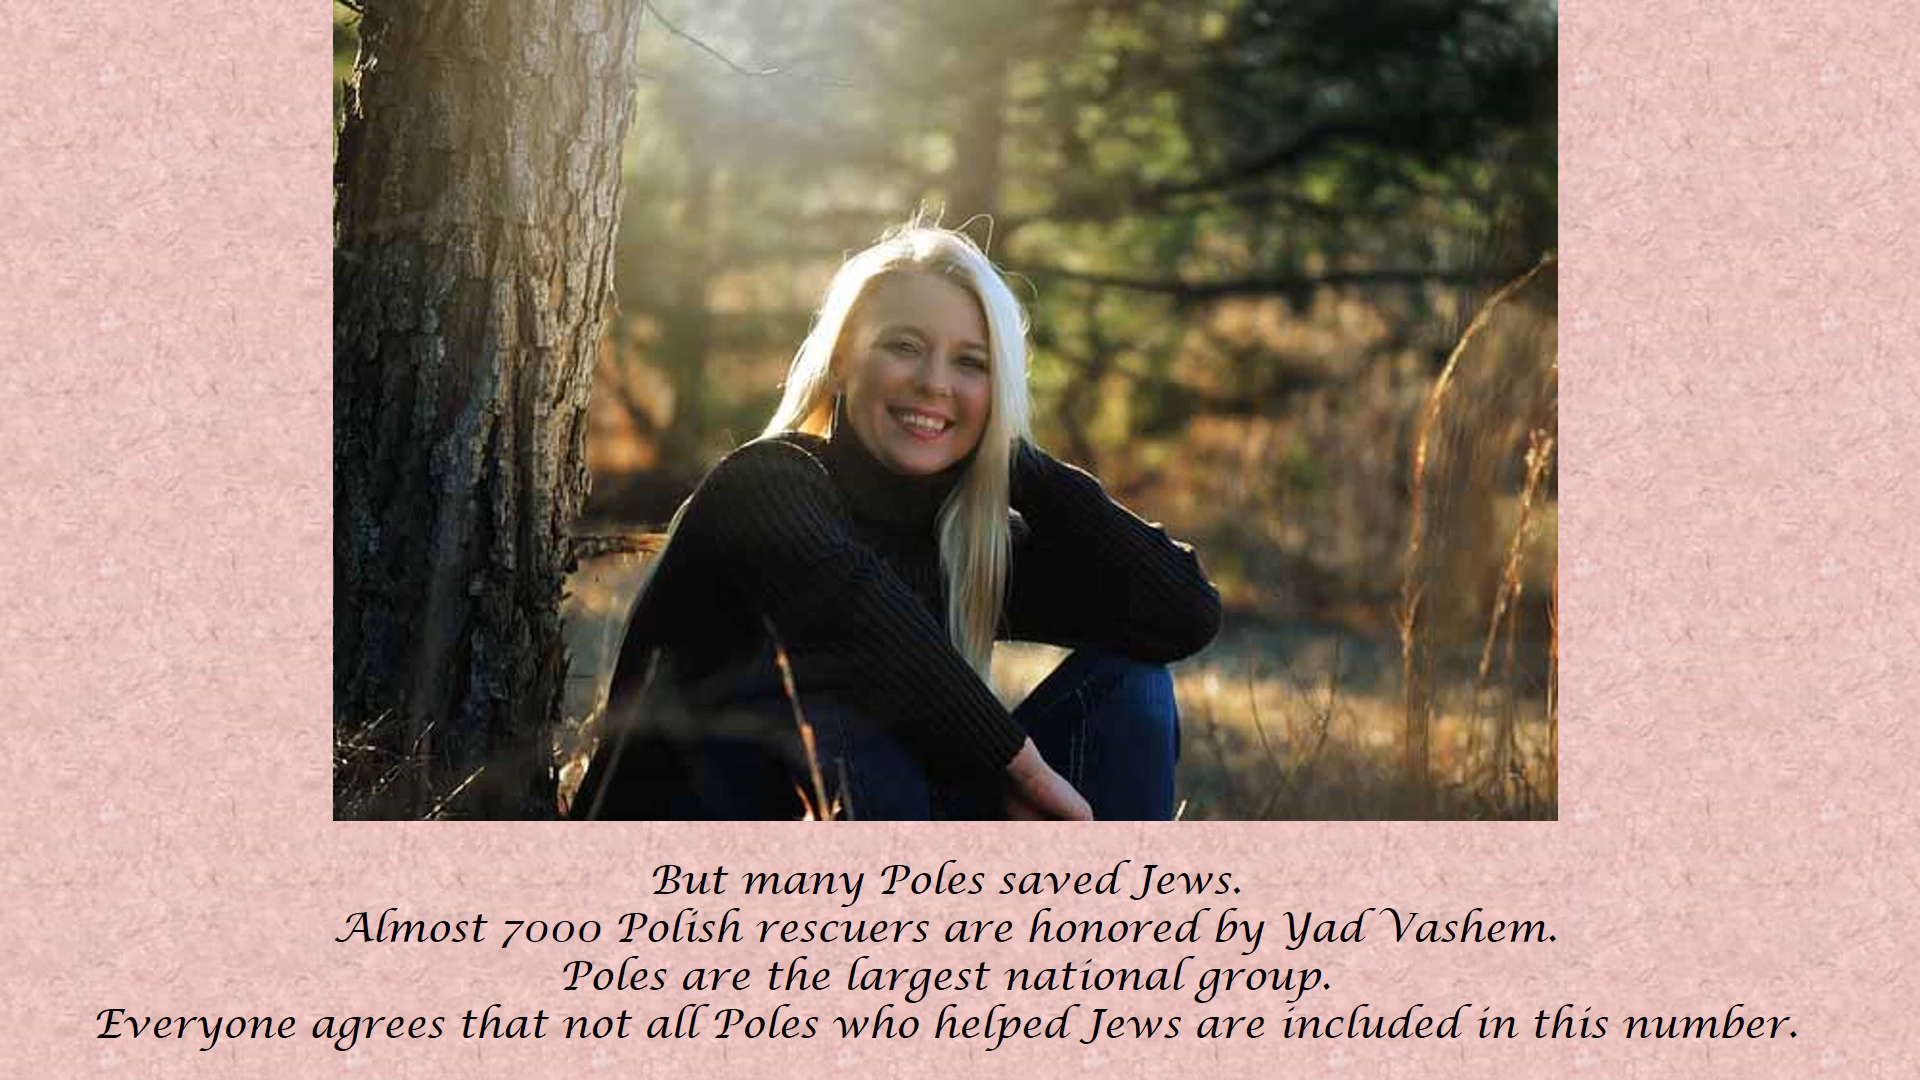 But many Poles saved Jews.
Almost 7000 Polish rescuers are honored by Yad Vashem.
Poles are the largest national group.
Everyone agrees that not all Poles who helped Jews are included in this number.